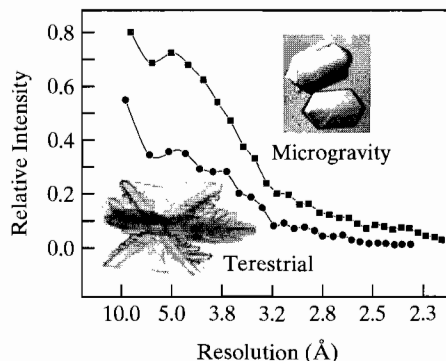 0.8
0.6
0.4
0.2
0.0
Relative Intensity
Microgravity
Terestrial
10.0 5.0 3.8 3.2 2.8 2.5 2.3
Resolution (Å)